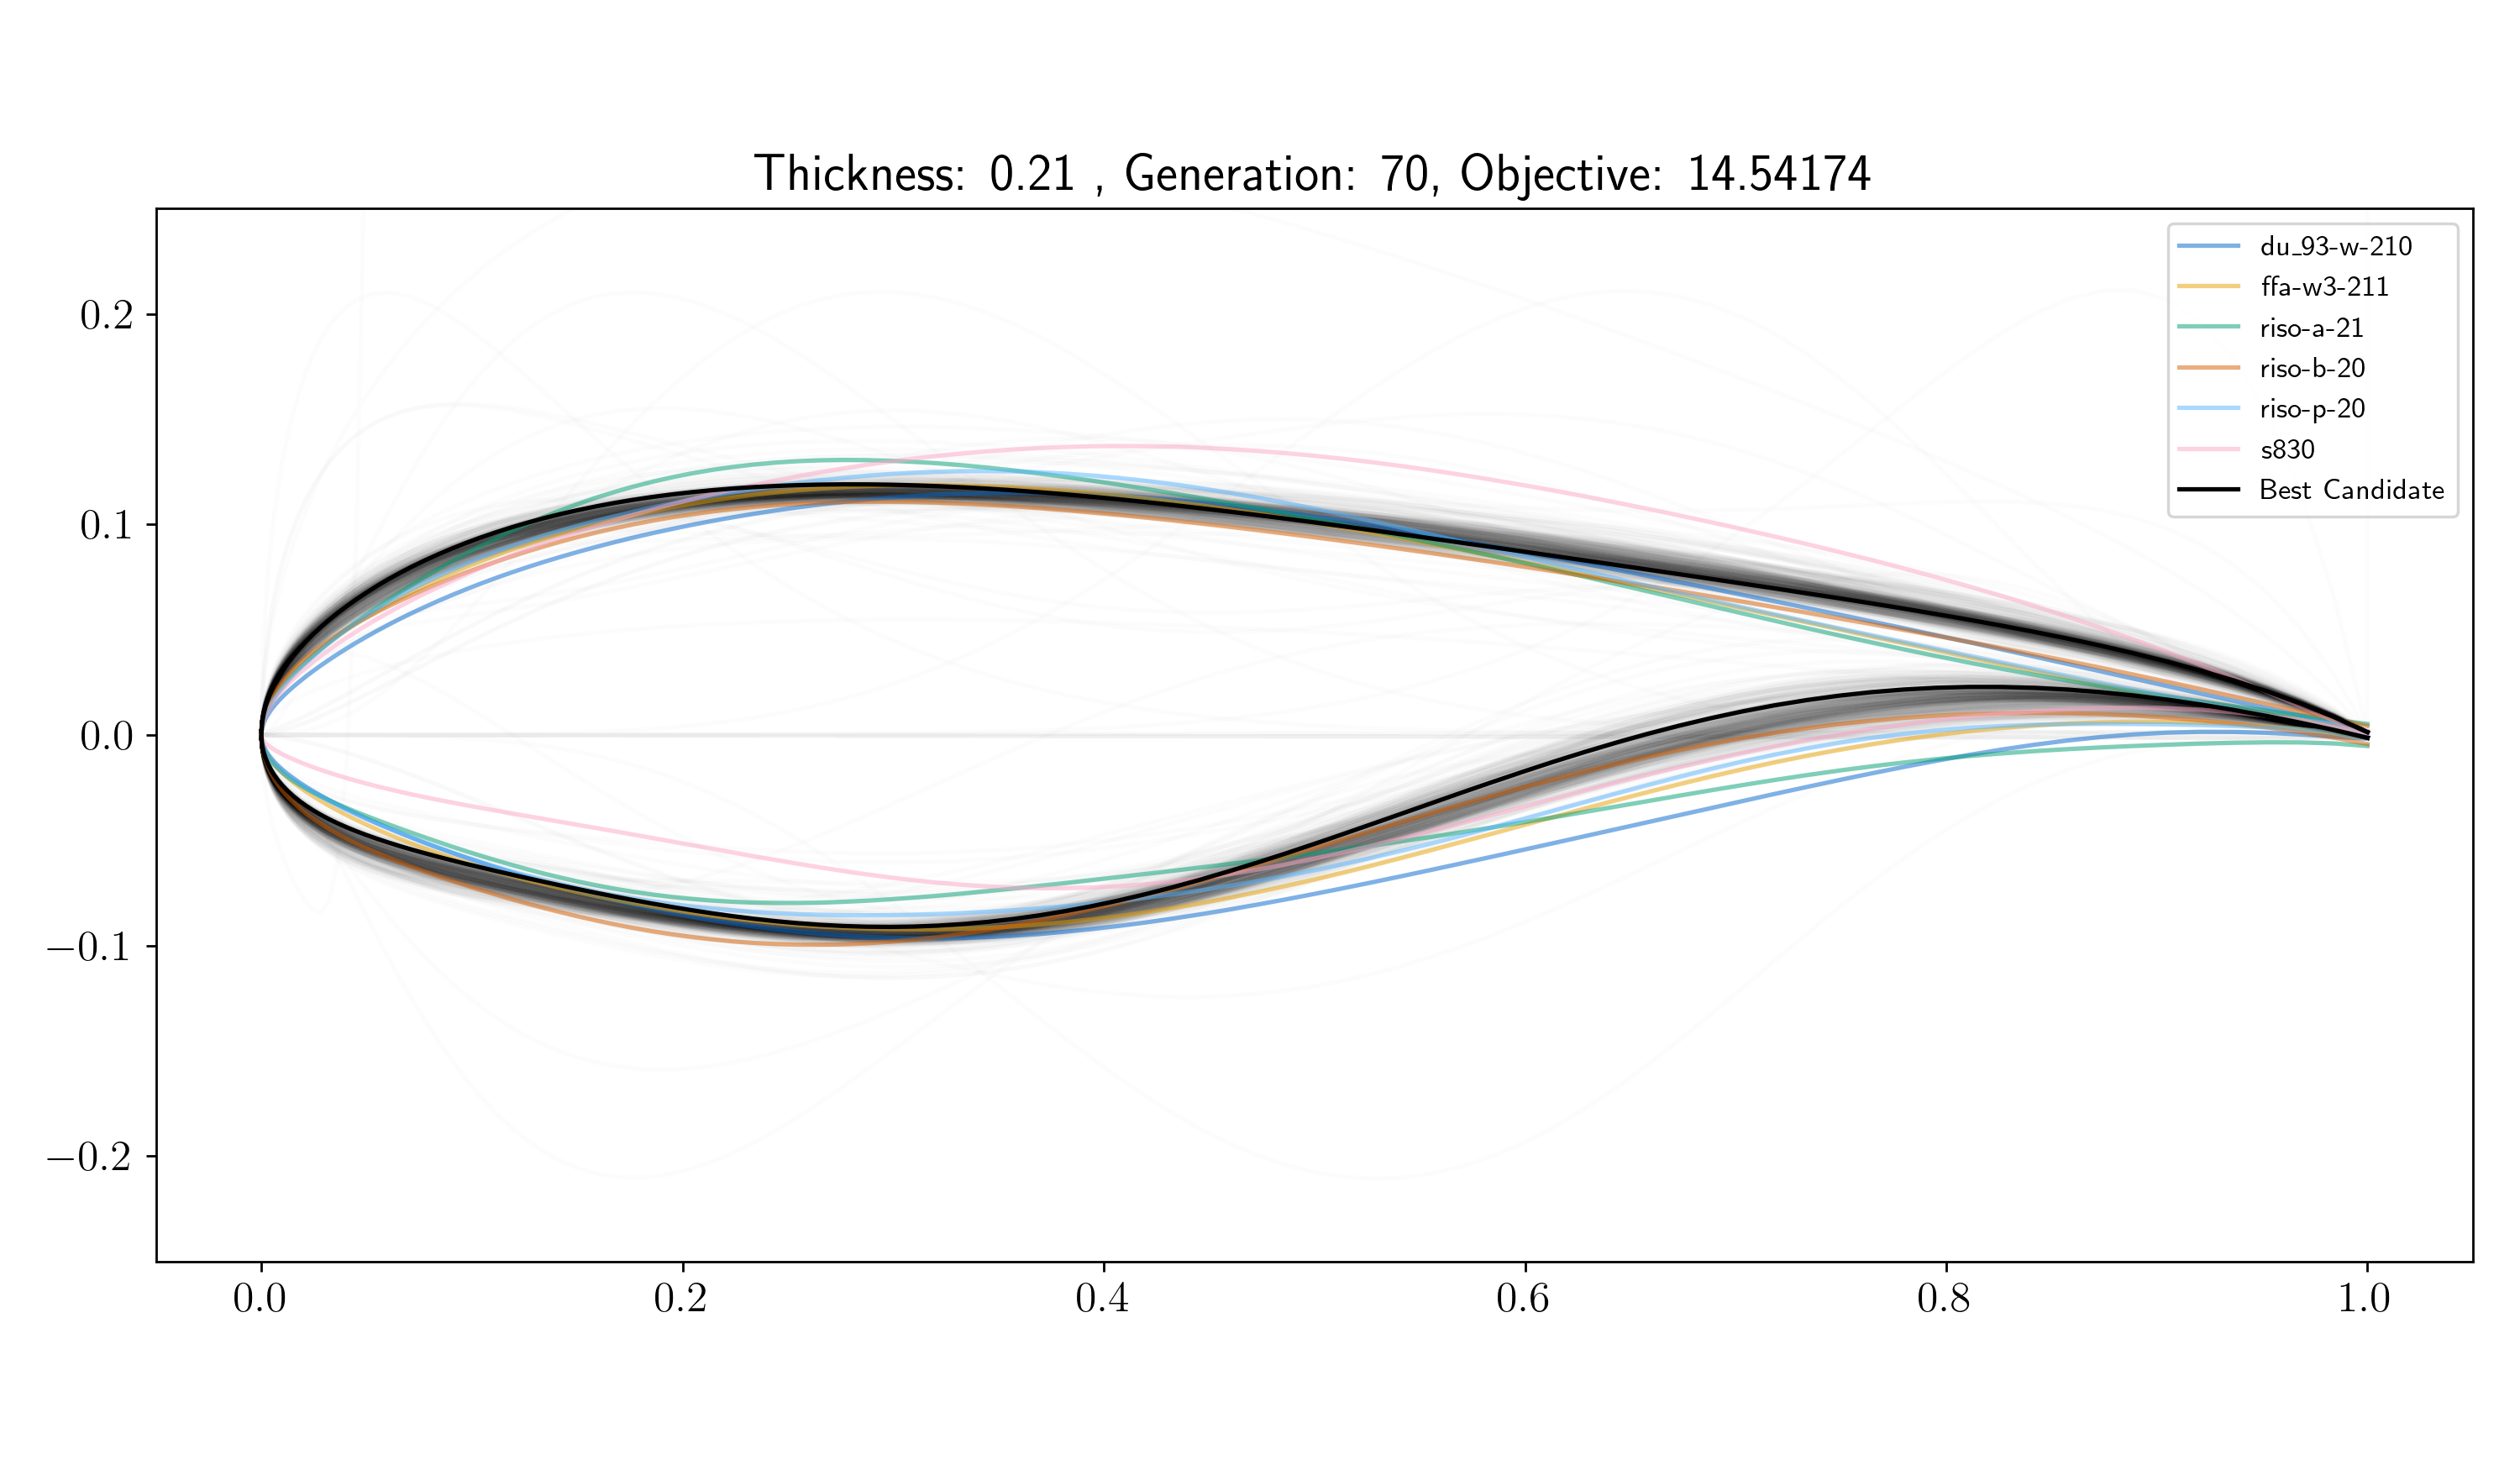 Thickness: 0.21 , Generation: 70, Objective: 14.54174
du_93-w-210
ffa-w3-211
riso-a-21
riso-b-20
riso-p-20
s830
Best Candidate
0.2
0.1
0.0
−0.1
−0.2
0.0 0.2 0.4 0.6 0.8 1.0